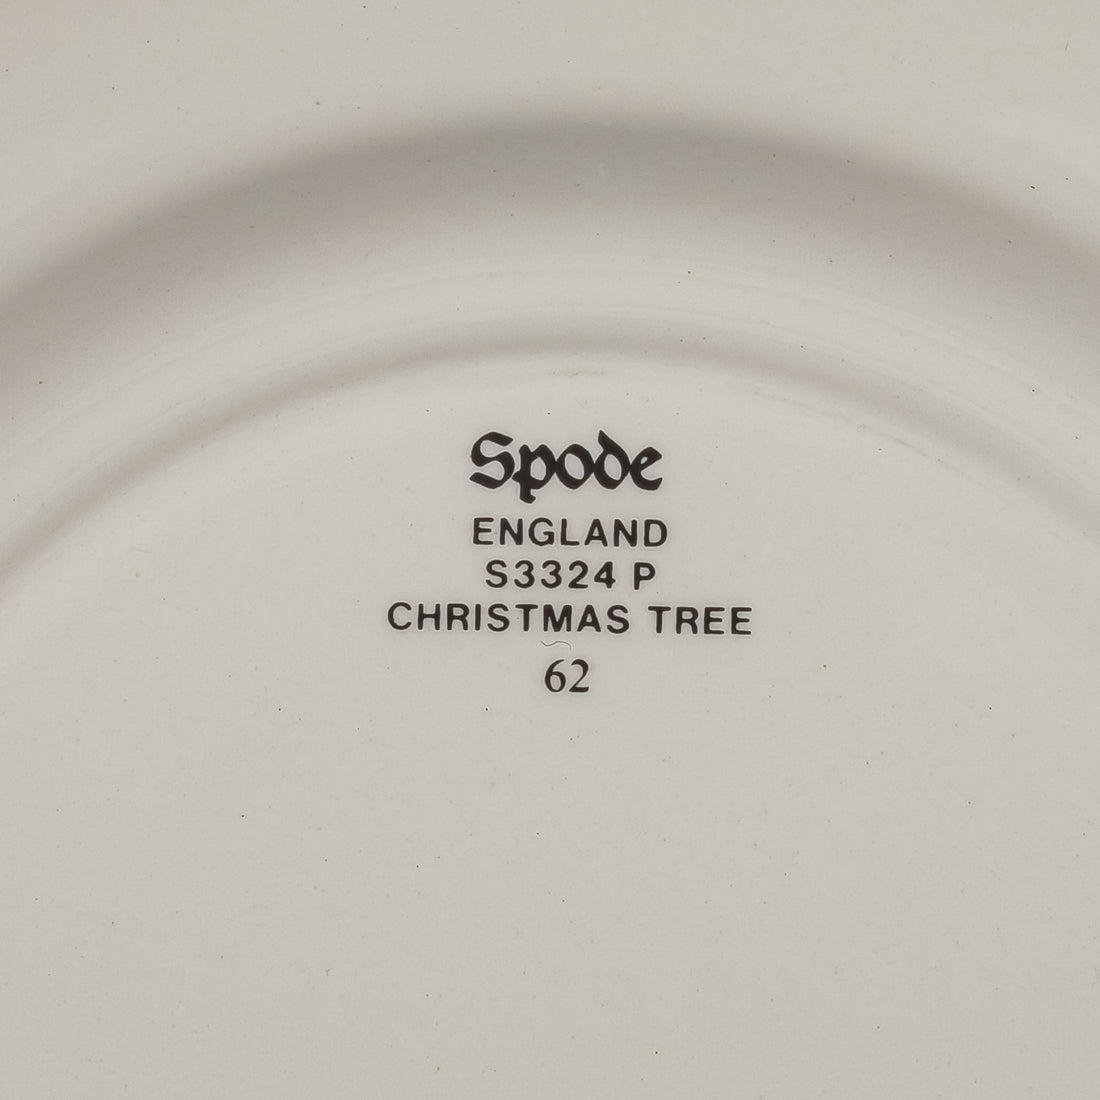 Spode
ENGLAND
S3324 P
CHRISTMAS TREE
62